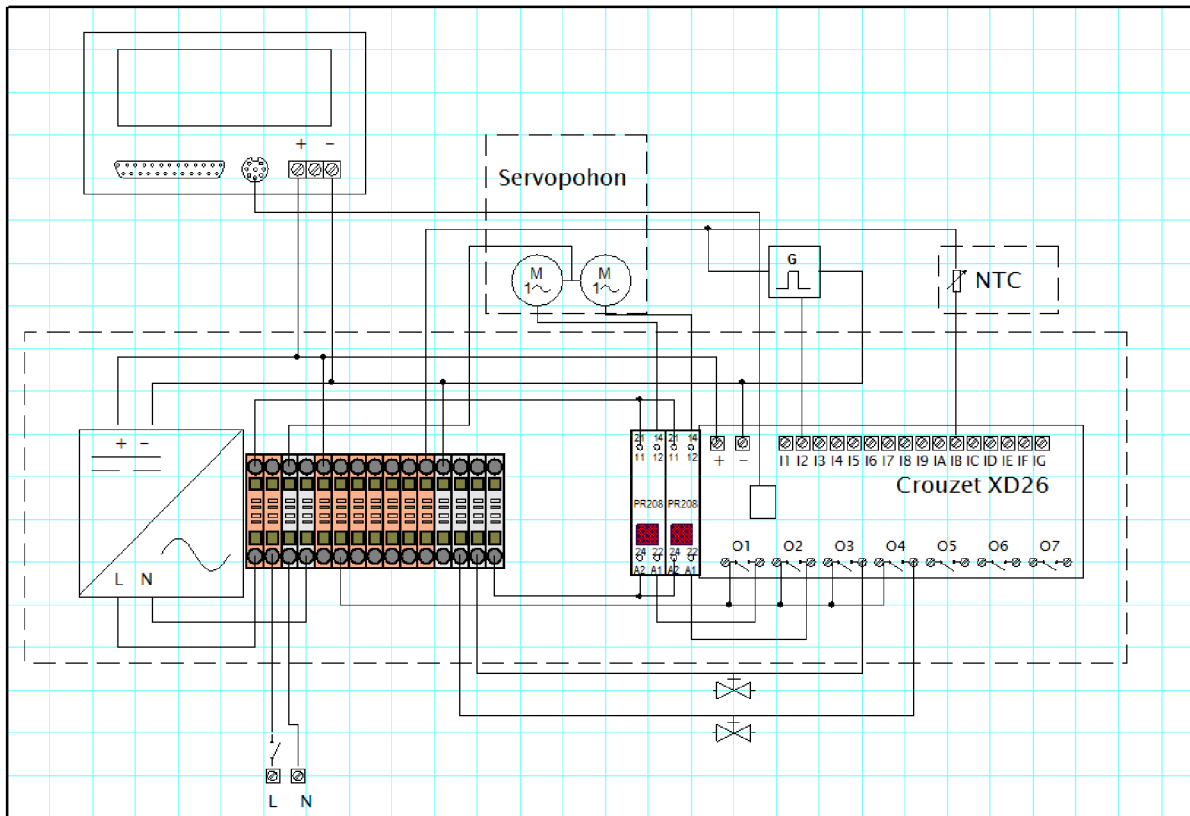 + −
Servopohon
M
1
M
1
G
NTC
+ −
L N
21 14 21 14
11 12 11 12
PR208 PR208
24 22 24 22
A2 A1 A2 A1
+ −
I1 I2 I3 I4 I5 I6 I7 I8 I9 IA IB IC ID IE IF IG
Crouzet XD26
O1 O2 O3 O4 O5 O6 O7
L N